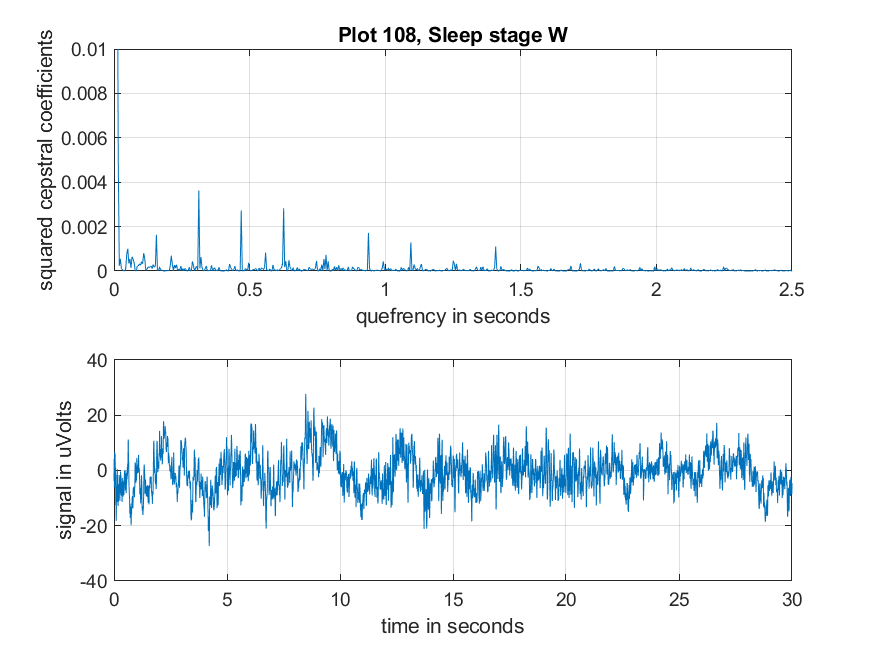 Plot 108, Sleep stage W
squared cepstral coefficients
0.01
0.008
0.006
0.004
0.002
0
0 0.5 1 1.5 2 2.5
quefrency in seconds
signal in uVolts
40
20
0
-20
-40
0 5 10 15 20 25 30
time in seconds